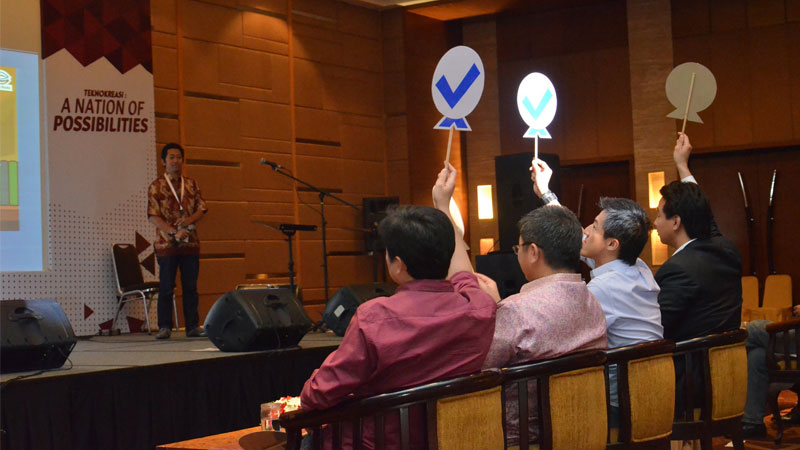 TEKNOKREASI :
A NATION OF
POSSIBILITIES